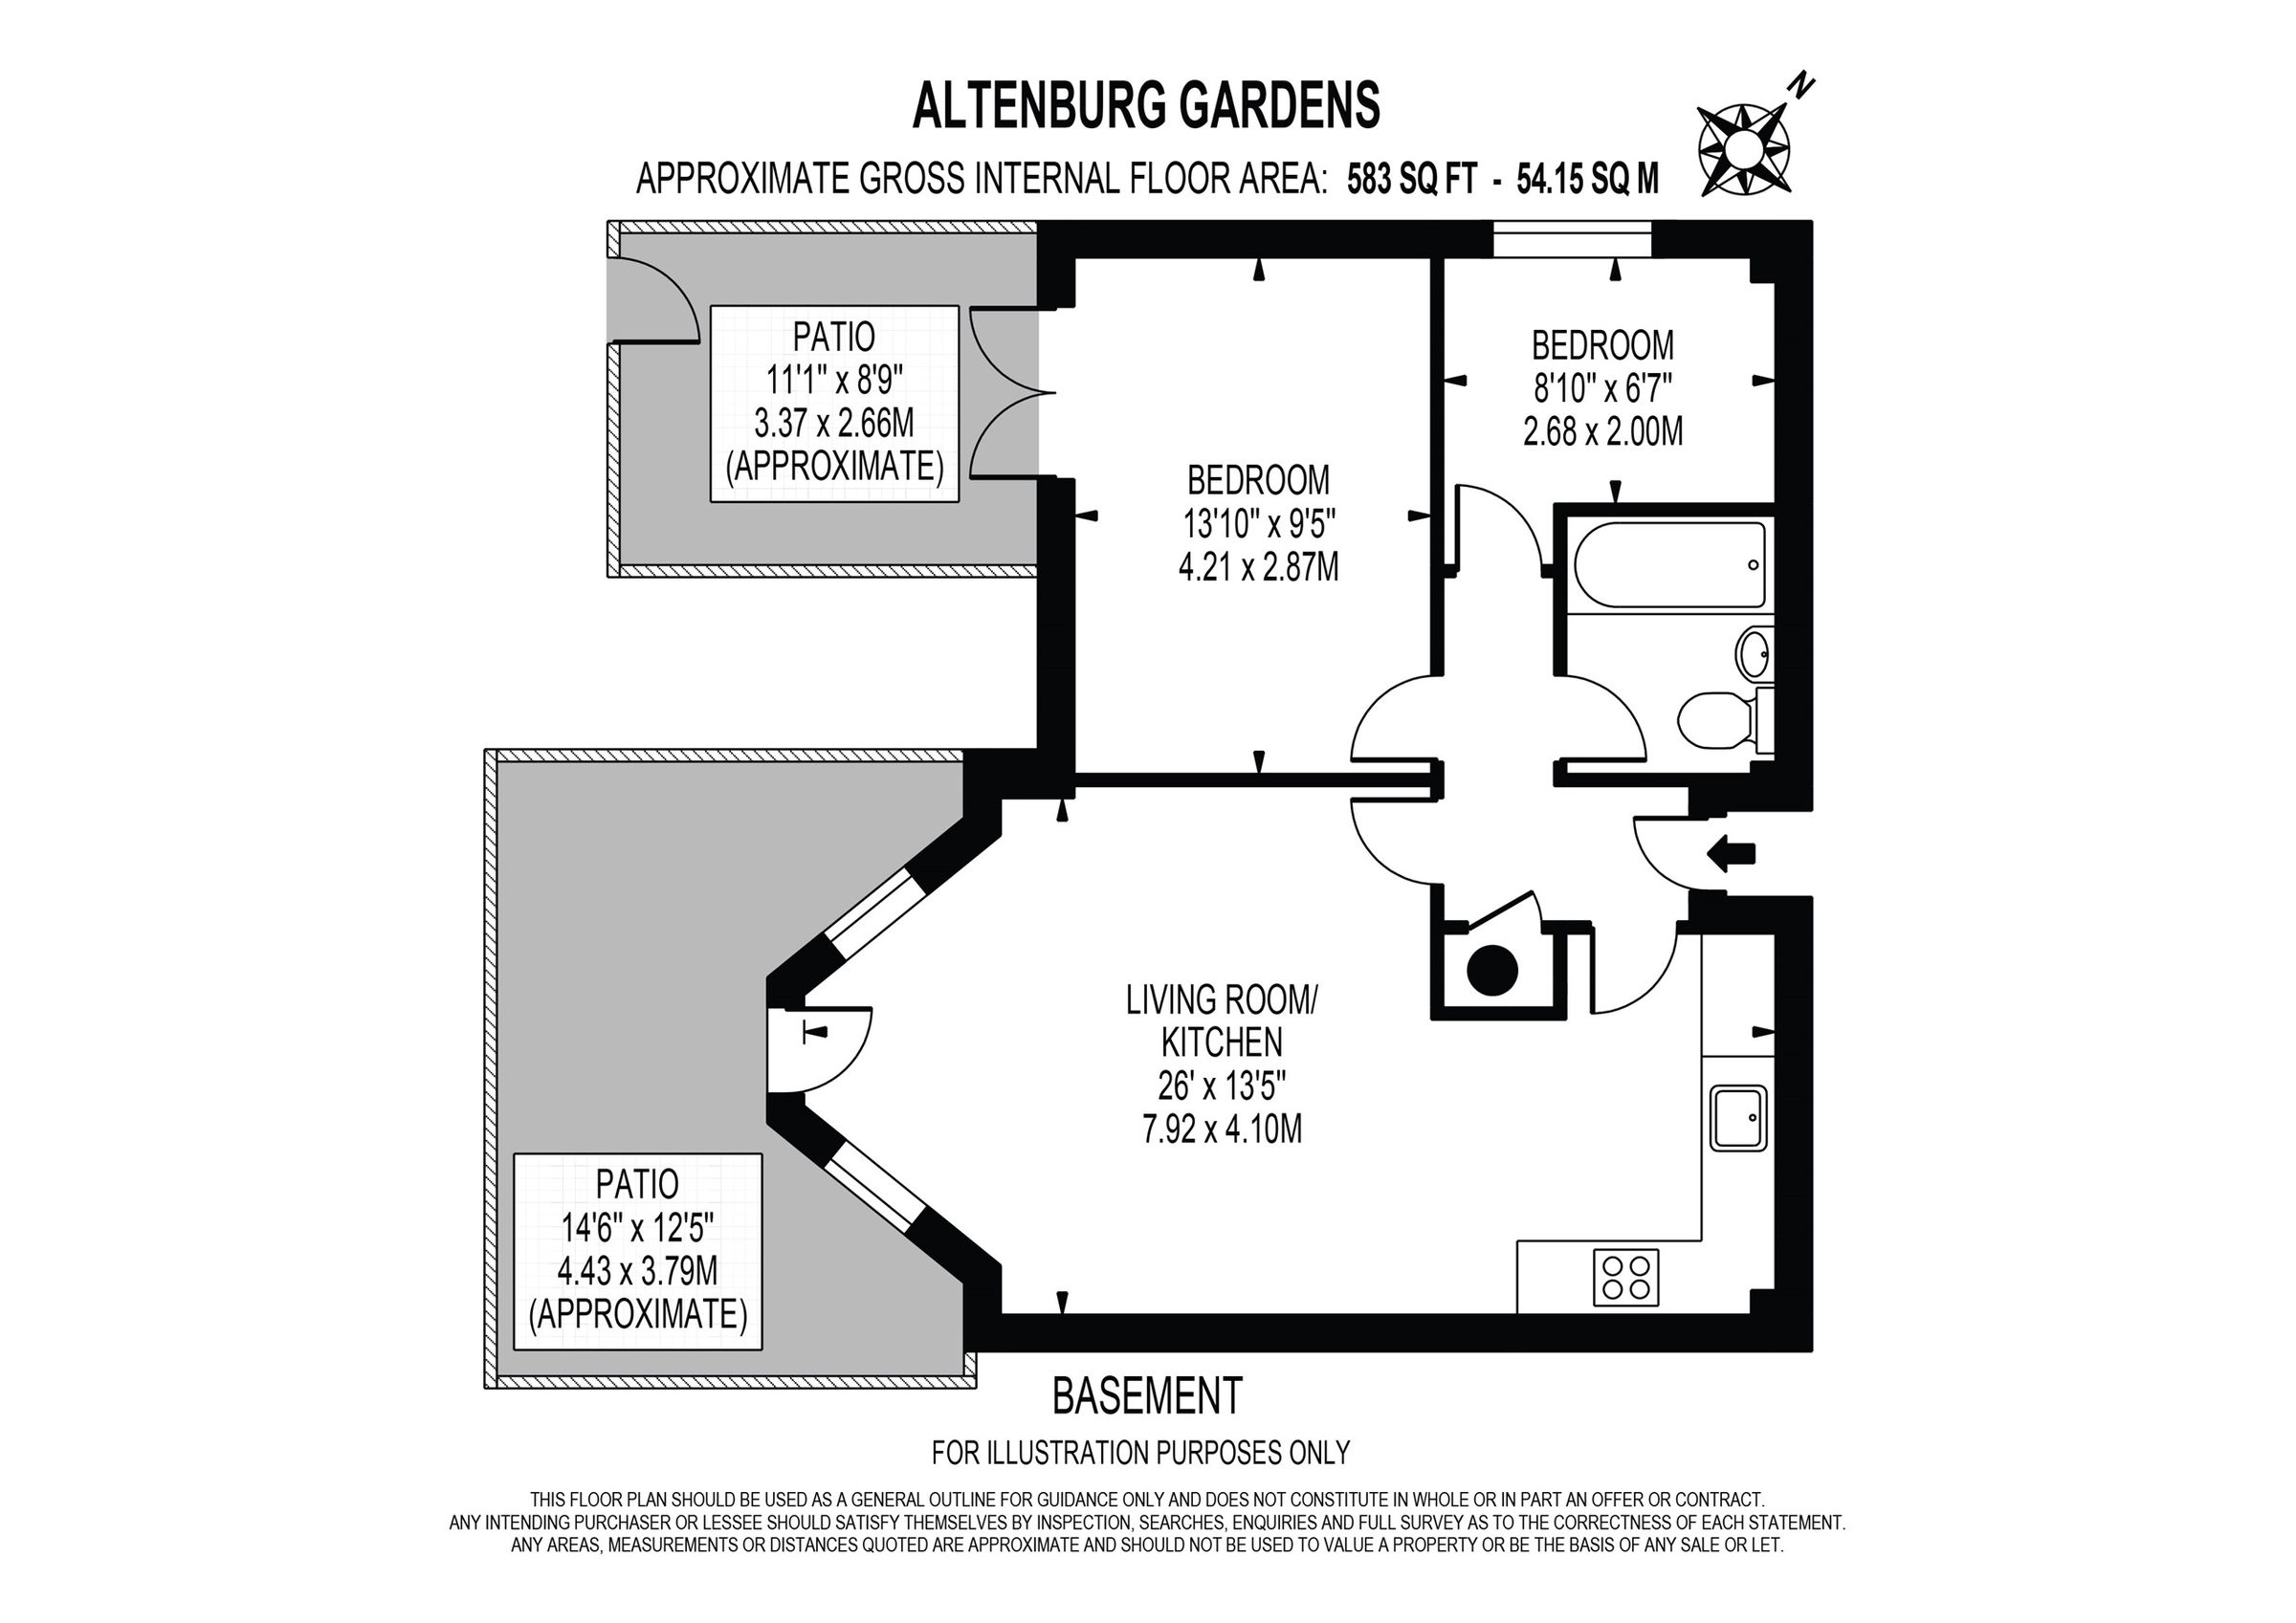 ALTENBURG GARDENS
APPROXIMATE GROSS INTERNAL FLOOR AREA: 583 SQ FT - 54.15 SQ M
N
PATIO
11'1" x 8'9"
3.37 x 2.66M
(APPROXIMATE)
BEDROOM
8'10" x 6'7"
2.68 x 2.00M
BEDROOM
13'10" x 9'5"
4.21 x 2.87M
LIVING ROOM/
KITCHEN
26' x 13'5"
7.92 x 4.10M
PATIO
14'6" x 12'5"
4.43 x 3.79M
(APPROXIMATE)
BASEMENT
FOR ILLUSTRATION PURPOSES ONLY
THIS FLOOR PLAN SHOULD BE USED AS A GENERAL OUTLINE FOR GUIDANCE ONLY AND DOES NOT CONSTITUTE IN WHOLE OR IN PART AN OFFER OR CONTRACT.
ANY INTENDING PURCHASER OR LESSEE SHOULD SATISFY THEMSELVES BY INSPECTION, SEARCHES, ENQUIRIES AND FULL SURVEY AS TO THE CORRECTNESS OF EACH STATEMENT.
ANY AREAS, MEASUREMENTS OR DISTANCES QUOTED ARE APPROXIMATE AND SHOULD NOT BE USED TO VALUE A PROPERTY OR BE THE BASIS OF ANY SALE OR LET.